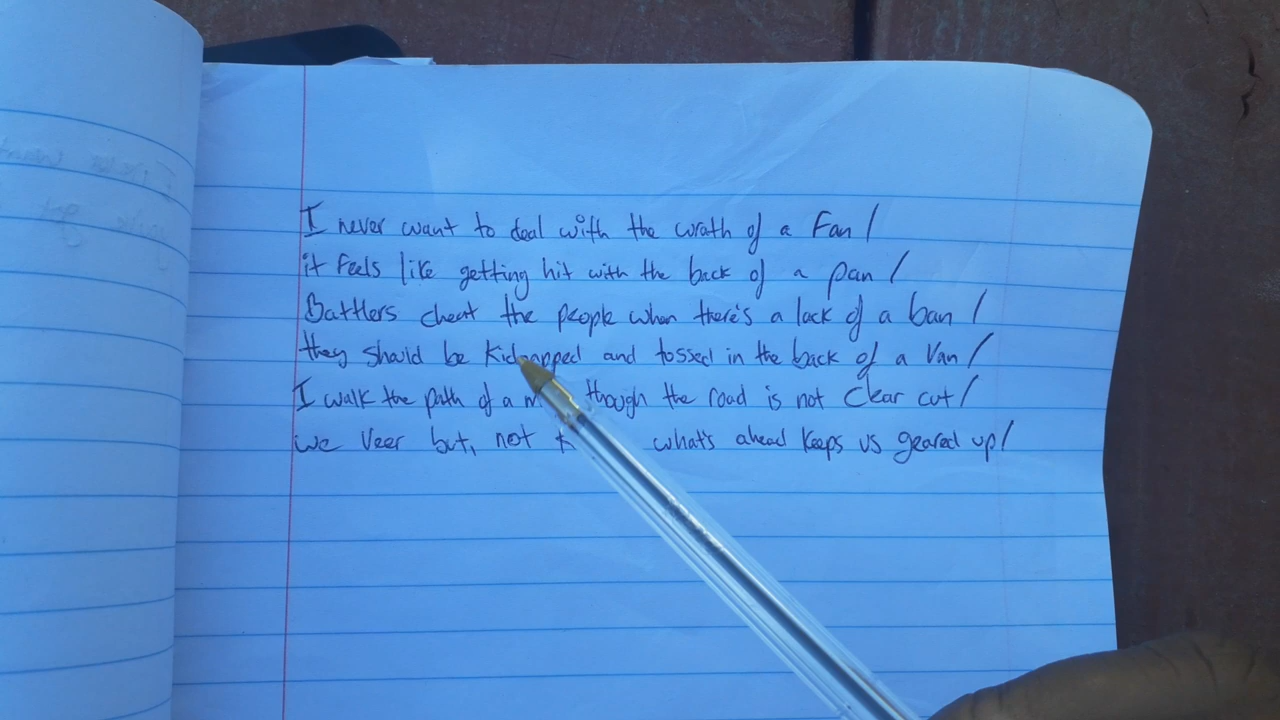 I never want to deal with the wrath of a Fan /
it feels like getting hit with the back of a pan /
Battlers cheat the people when there's a lack of a ban /
they should be kidnapped and tossed in the back of a Van /
I walk the path of a though the road is not clear cut /
we veer but, not what's ahead keeps us geared up /